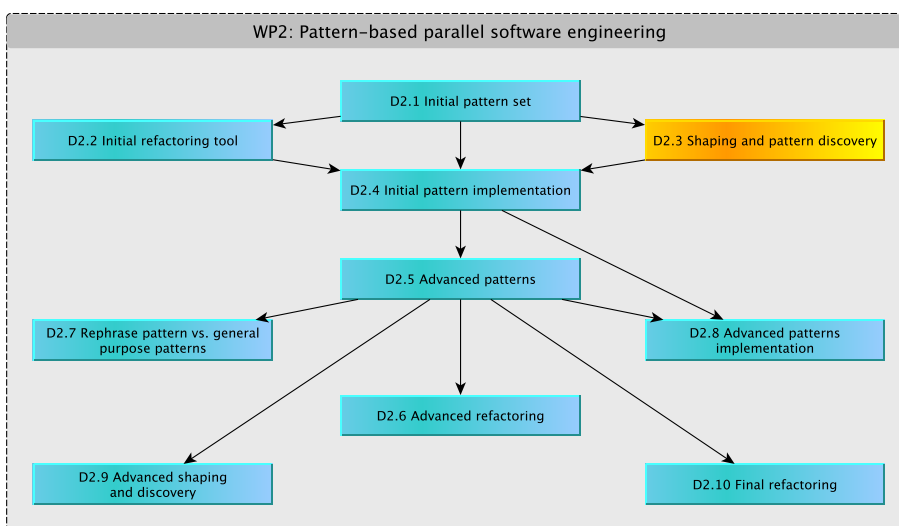 WP2: Pattern-based parallel software engineering
D2.1 Initial pattern set
D2.2 Initial refactoring tool
D2.3 Shaping and pattern discovery
D2.4 Initial pattern implementation
D2.5 Advanced patterns
D2.7 Rephrase pattern vs. general
purpose patterns
D2.8 Advanced patterns
implementation
D2.6 Advanced refactoring
D2.9 Advanced shaping
and discovery
D2.10 Final refactoring